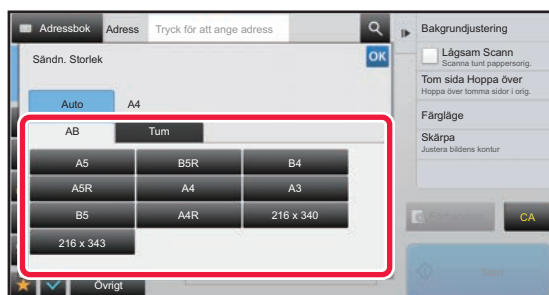 Adressbok Adress Tryck för att ange adress
Sändn. Storlek
OK
Auto A4
AB Tum
A5 B5R B4
A5R A4 A3
B5 A4R 216 x 340
216 x 343
Övrigt
Bakgrundjustering
Lågsam Scann
Scanna tunt pappersorig.
Tom sida Hoppa över
Hoppa över tomma sidor i orig.
Färgläge
Skärpa
Justera bildens kontur
CA